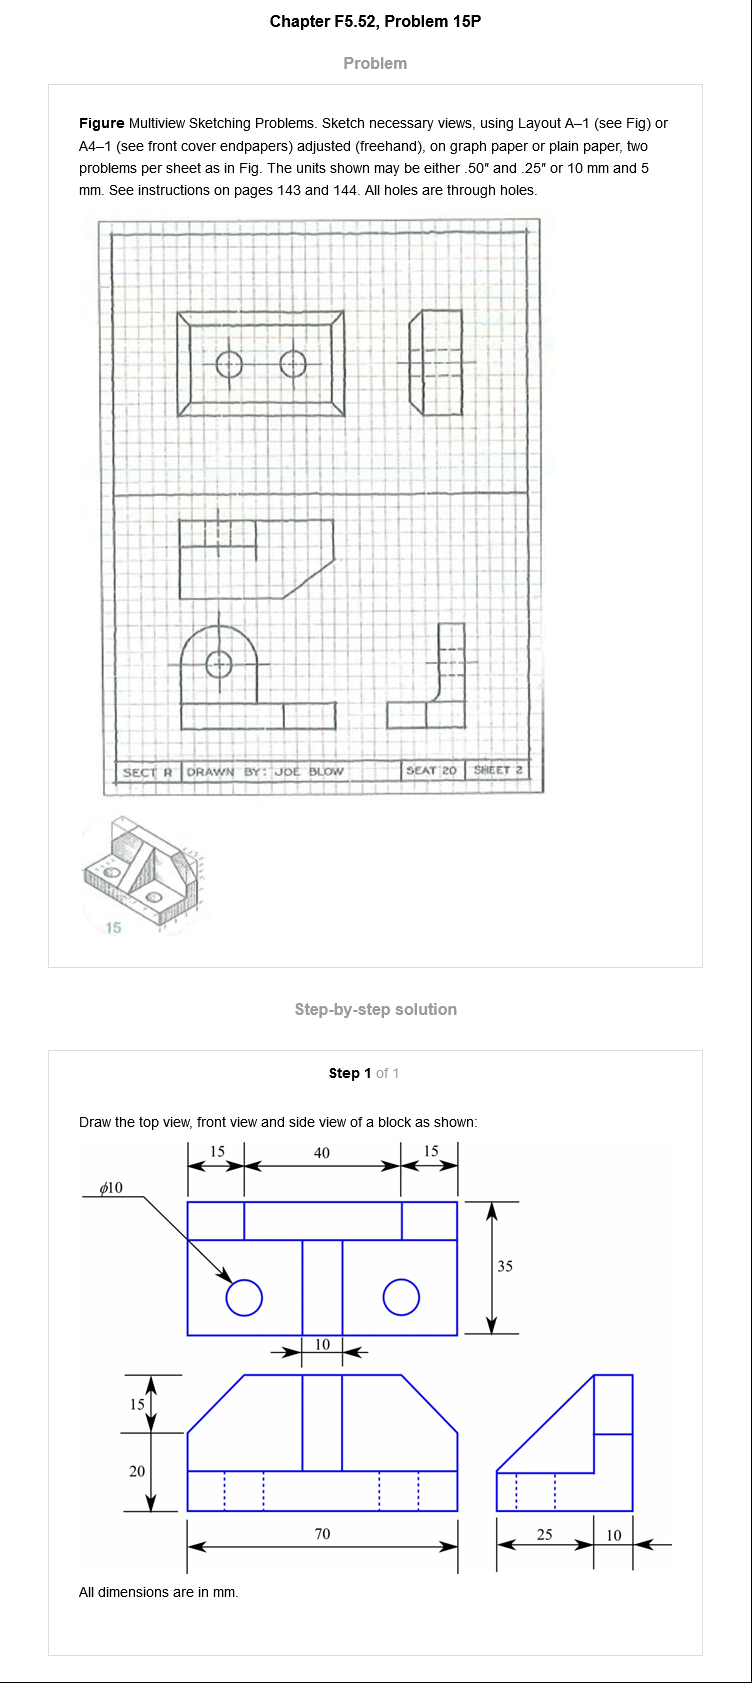 Chapter F5.52, Problem 15P
Problem
Figure Multiview Sketching Problems. Sketch necessary views, using Layout A–1 (see Fig) or
A4–1 (see front cover endpapers) adjusted (freehand), on graph paper or plain paper, two
problems per sheet as in Fig. The units shown may be either .50″ and .25″ or 10 mm and 5
mm. See instructions on pages 143 and 144. All holes are through holes.
SECT R DRAWN BY: JOE BLOW SEAT 20 SHEET 2
15
Step-by-step solution
Step 1 of 1
Draw the top view, front view and side view of a block as shown:
15 40 15
ϕ10
35
10
15
20
70
25 10
All dimensions are in mm.